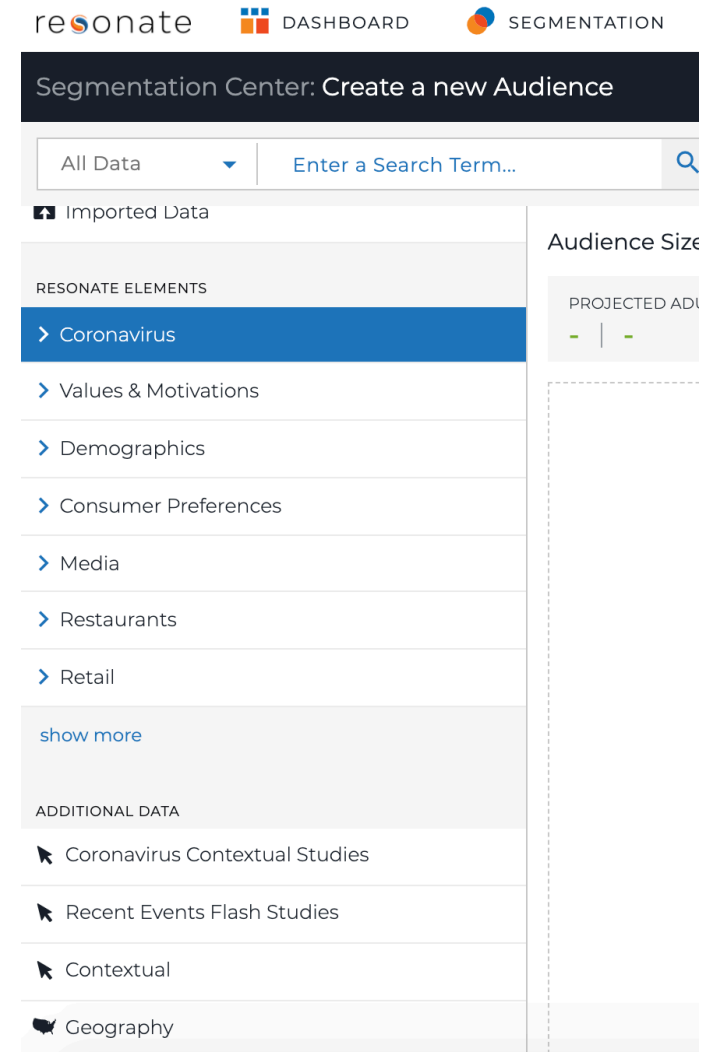 resonate DASHBOARD SEGMENTATION
Segmentation Center: Create a new Audience
All Data Enter a Search Term...
Imported Data
Audience Size
RESONATE ELEMENTS
PROJECTED ADU
- | -
Coronavirus
Values & Motivations
Demographics
Consumer Preferences
Media
Restaurants
Retail
show more
ADDITIONAL DATA
Coronavirus Contextual Studies
Recent Events Flash Studies
Contextual
Geography